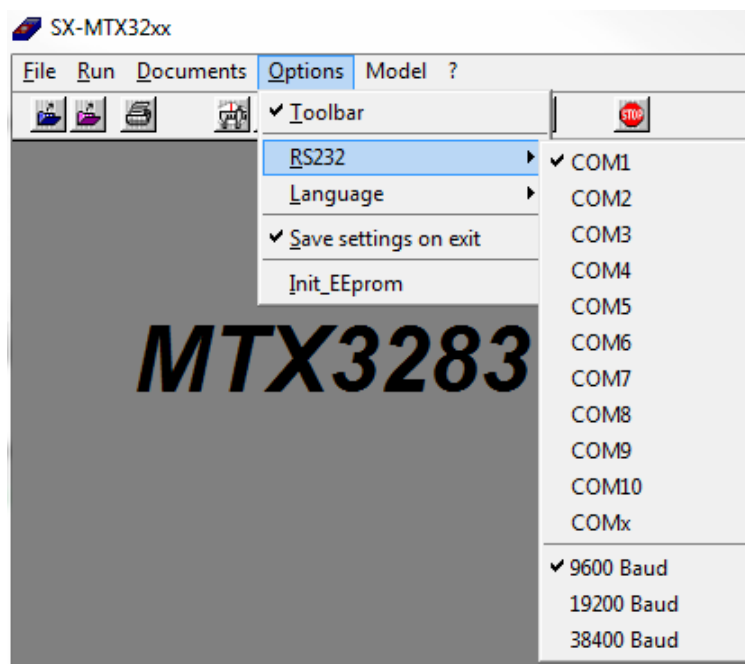 SX-MTX32xx
File Run Documents Options Model ?
Toolbar
STOP
RS232
Language
Save settings on exit
Init_EEprom
COM1
COM2
COM3
COM4
COM5
COM6
COM7
COM8
COM9
COM10
COMx
9600 Baud
19200 Baud
38400 Baud
MTX3283